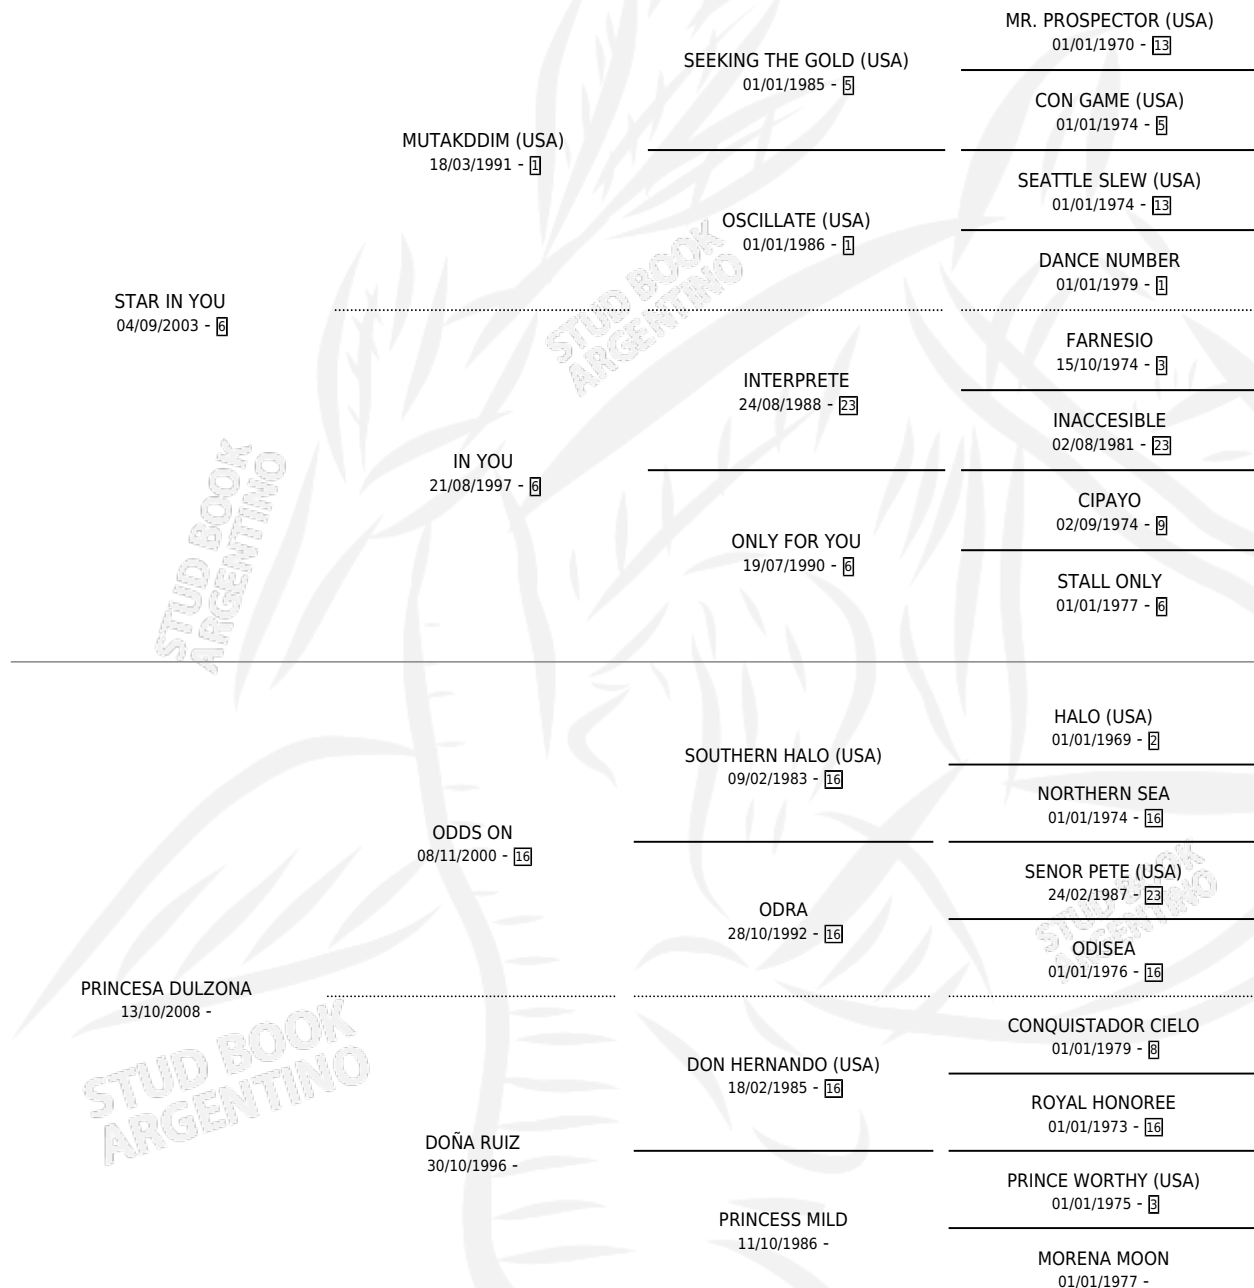 MR. PROSPECTOR (USA)
01/01/1970 - 13
SEEKING THE GOLD (USA)
01/01/1985 - 5
CON GAME (USA)
01/01/1974 - 5
MUTAKDDIM (USA)
18/03/1991 - 1
SEATTLE SLEW (USA)
01/01/1974 - 13
OSCILLATE (USA)
01/01/1986 - 1
DANCE NUMBER
01/01/1979 - 1
STAR IN YOU
04/09/2003 - 6
FARNESIO
15/10/1974 - 3
INTERPRETE
24/08/1988 - 23
INACCESIBLE
02/08/1981 - 23
IN YOU
21/08/1997 - 6
CIPAYO
02/09/1974 - 9
ONLY FOR YOU
19/07/1990 - 6
STALL ONLY
01/01/1977 - 6
HALO (USA)
01/01/1969 - 2
SOUTHERN HALO (USA)
09/02/1983 - 16
NORTHERN SEA
01/01/1974 - 16
ODDS ON
08/11/2000 - 16
SENOR PETE (USA)
24/02/1987 - 23
ODRA
28/10/1992 - 16
ODISEA
01/01/1976 - 16
PRINCESA DULZONA
13/10/2008 -
CONQUISTADOR CIELO
01/01/1979 - 8
DON HERNANDO (USA)
18/02/1985 - 16
ROYAL HONOREE
01/01/1973 - 16
DOÑA RUIZ
30/10/1996 -
PRINCE WORTHY (USA)
01/01/1975 - 3
PRINCESS MILD
11/10/1986 -
MORENA MOON
01/01/1977 -
STUD BOOK
ARGENTINO
STUD BOOK
ARGENTINO
STUD BOOK
ARGENTINO
STUD BOOK
ARGENTINO